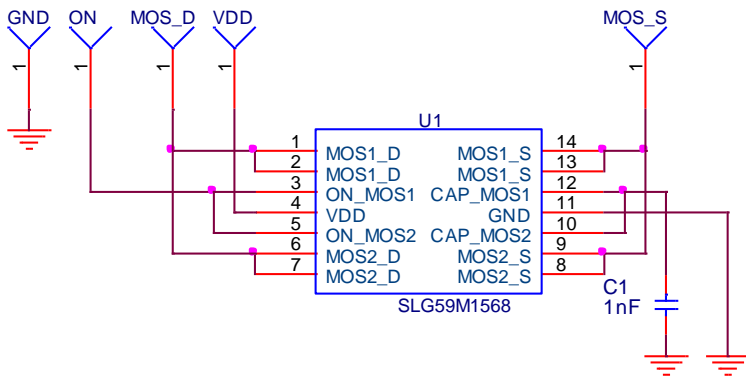 GND ON MOS_D VDD MOS_S
1 1 1 1 1
U1
1 MOS1_D MOS1_S 14
2 MOS1_D MOS1_S 13
3 ON_MOS1 CAP_MOS1 12
4 VDD GND 11
5 ON_MOS2 CAP_MOS2 10
6 MOS2_D MOS2_S 9
7 MOS2_D MOS2_S 8
SLG59M1568
C1
1nF